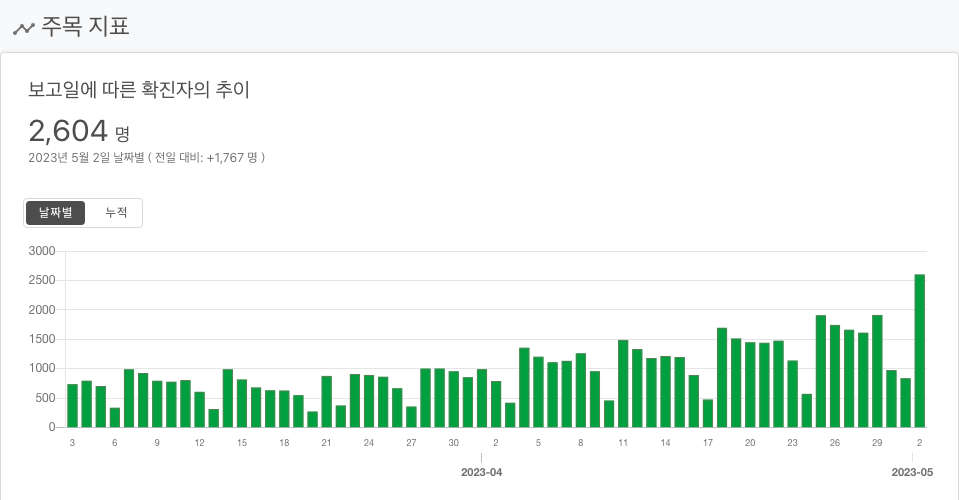 주목 지표
보고일에 따른 확진자의 추이
2,604 명
2023년 5월 2일 날짜별 ( 전일 대비: +1,767 명 )
날짜별 누적
3000
2500
2000
1500
1000
500
0
3 6 9 12 15 18 21 24 27 30 2 5 8 11 14 17 20 23 26 29 2
2023-04 2023-05